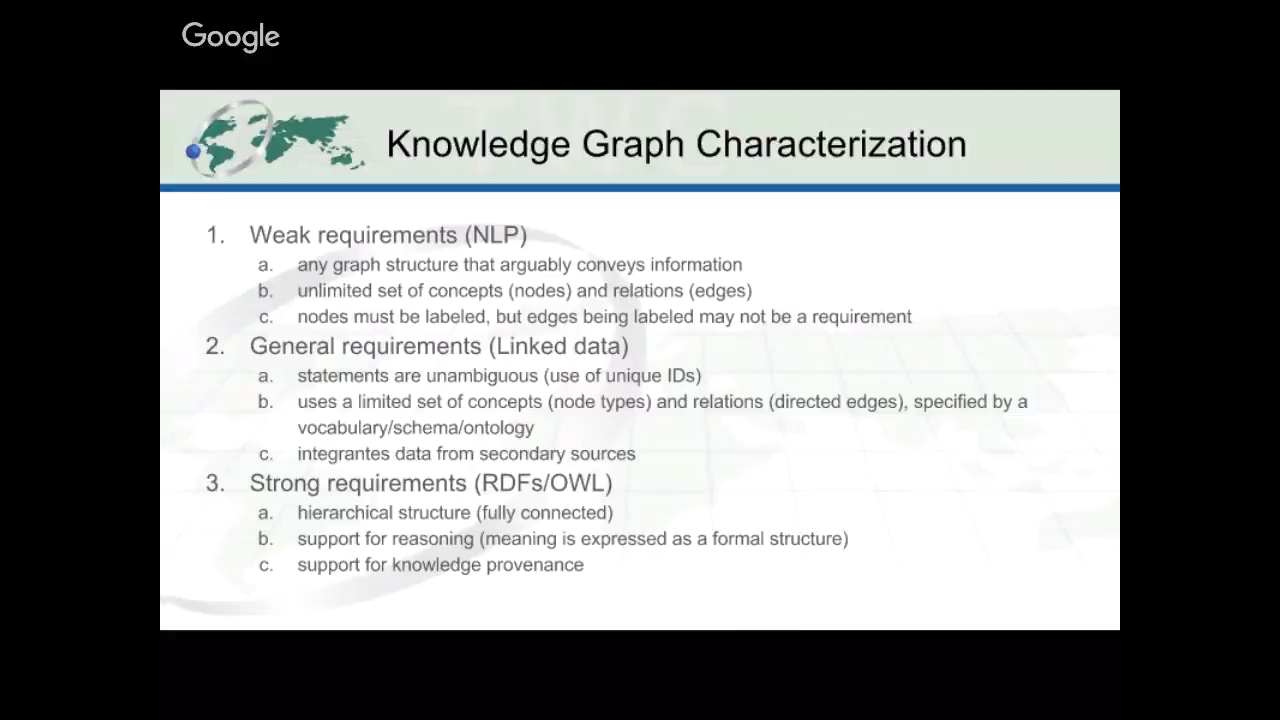 Google
Knowledge Graph Characterization
1. Weak requirements (NLP)
a. any graph structure that arguably conveys information
b. unlimited set of concepts (nodes) and relations (edges)
c. nodes must be labeled, but edges being labeled may not be a requirement
2. General requirements (Linked data)
a. statements are unambiguous (use of unique IDs)
b. uses a limited set of concepts (node types) and relations (directed edges), specified by a
vocabulary/schema/ontology
c. integrantes data from secondary sources
3. Strong requirements (RDFs/OWL)
a. hierarchical structure (fully connected)
b. support for reasoning (meaning is expressed as a formal structure)
c. support for knowledge provenance